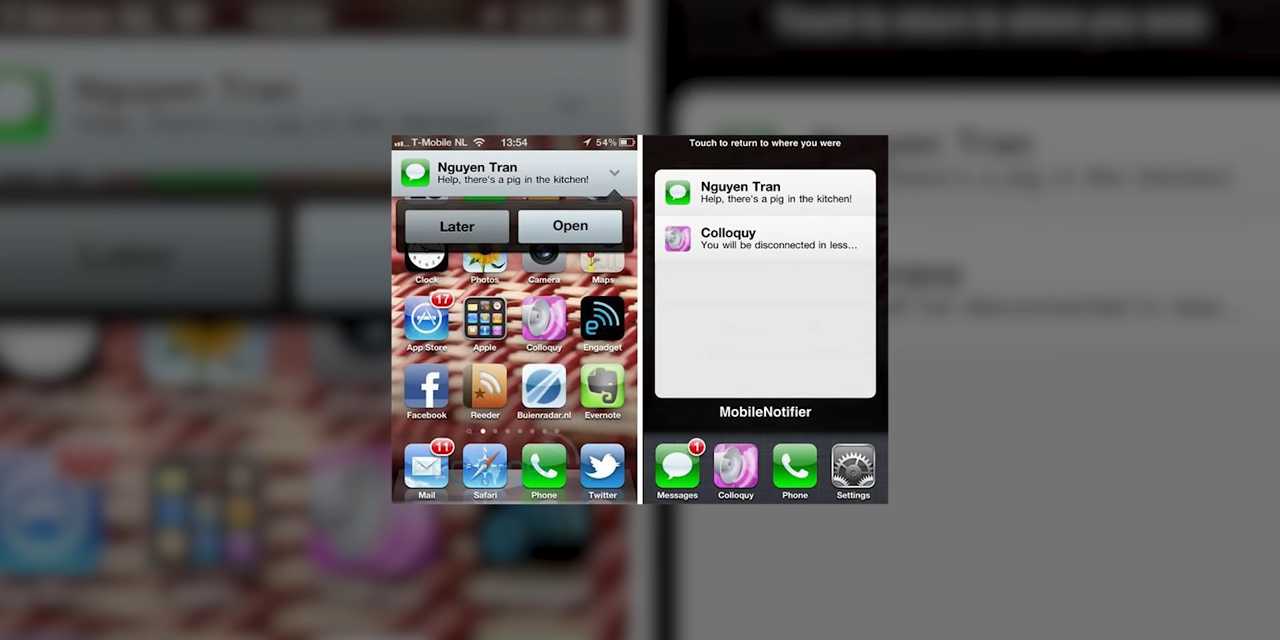 T-Mobile NL 13:54 54%
Nguyen Tran
Help, there's a pig in the kitchen!
Later Open
Clock Photos Camera Maps
17
App Store Apple Colloquy Engadget
Facebook Reeder Buienradar.nl Evernote
11
Mail Safari Phone Twitter
Touch to return to where you were
Nguyen Tran
Help, there's a pig in the kitchen!
Colloquy
You will be disconnected in less...
MobileNotifier
1
Messages Colloquy Phone Settings